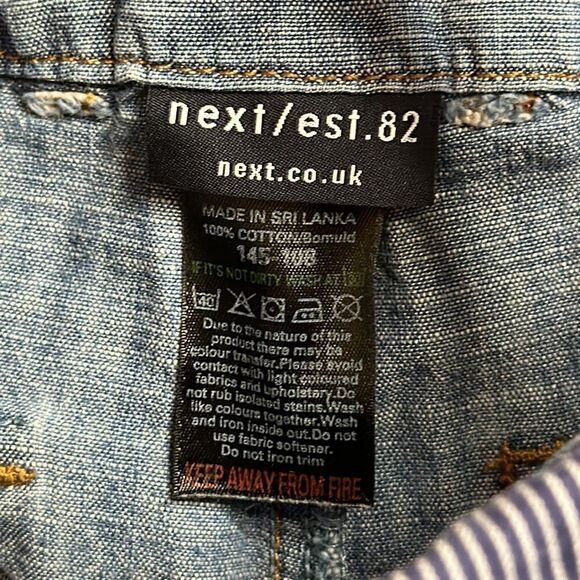 next/est.82
next.co.uk
MADE IN SRI LANKA
100% COTTON/Bomuld
145
IF IT'S NOT DIRTY WASH AT
40
Due to the nature of this
product there may be
colour transfer.Please avoid
contact with light coloured
fabrics and upholstery.Do
not rub isolated stains.Wash
like colours together.Wash
and iron inside out.Do not
use fabric softener.
Do not iron trim
KEEP AWAY FROM FIRE